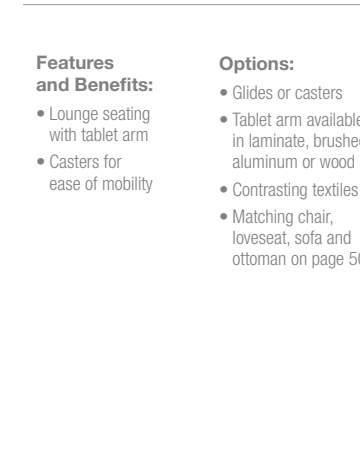 Features
and Benefits:
• Lounge seating
with tablet arm
• Casters for
ease of mobility
Options:
• Glides or casters
• Tablet arm available
in laminate, brushed
aluminum or wood
• Contrasting textiles
• Matching chair,
loveseat, sofa and
ottoman on page